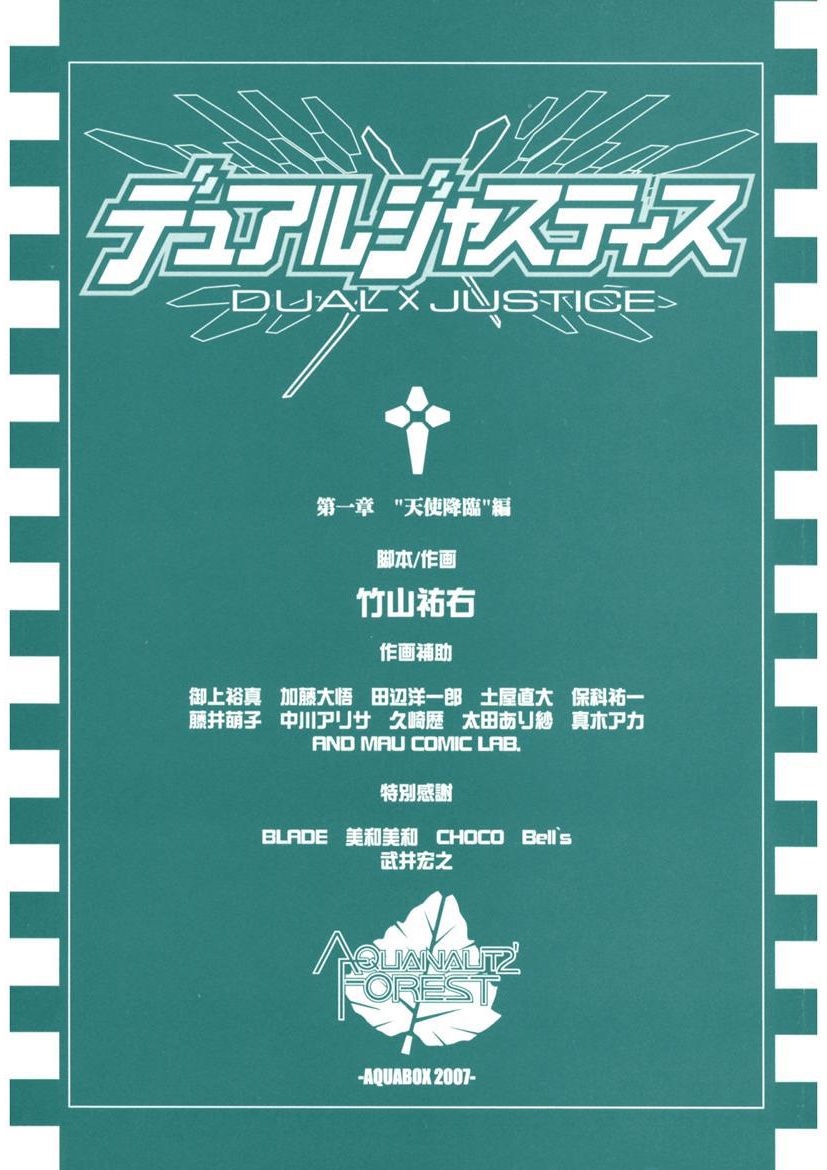 デュアルジャスティス
DUAL×JUSTICE
第一章 "天使降臨"編
脚本/作画
竹山祐右
作画補助
御上裕真 加藤大悟 田辺洋一郎 土屋直大 保科祐一
藤井萌子 中川アリサ 久崎歴 太田あり紗 真木アカ
AND MAU COMIC LAB.
特別感謝
BLADE 美和美和 CHOCO Bell`s
武井宏之
AQUANAUTZ'
FOREST
-AQUABOX 2007-